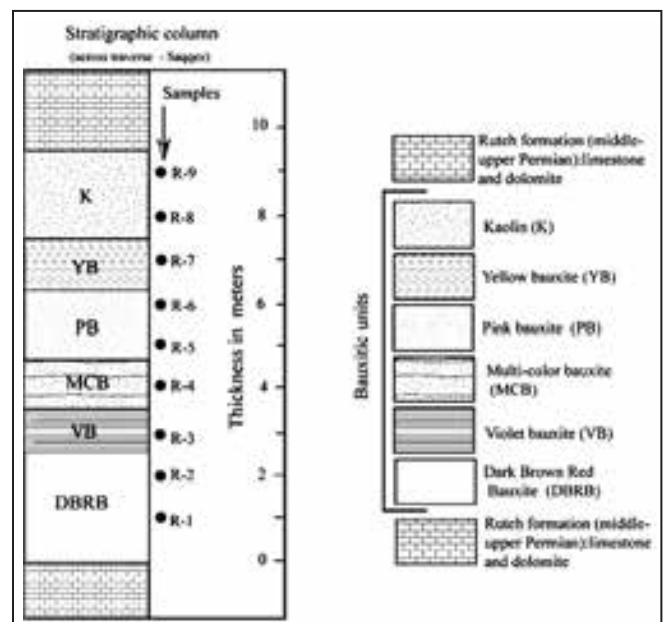 Stratigraphic column
(across traverse - Saqqez)
Samples
10
R-9
K
R-8
8
YB
R-7
R-6
6
PB
R-5
MCB
R-4
4
VB
R-3
R-2
2
DBRB
R-1
0
Thickness in meters
Bauxitic units
Ruteh formation (middle-
upper Permian):limestone
and dolomite
Kaolin (K)
Yellow bauxite (YB)
Pink bauxite (PB)
Multi-color bauxite
(MCB)
Violet bauxite (VB)
Dark Brown Red
Bauxite (DBRB)
Ruteh formation (middle-
upper Permian):limestone
and dolomite